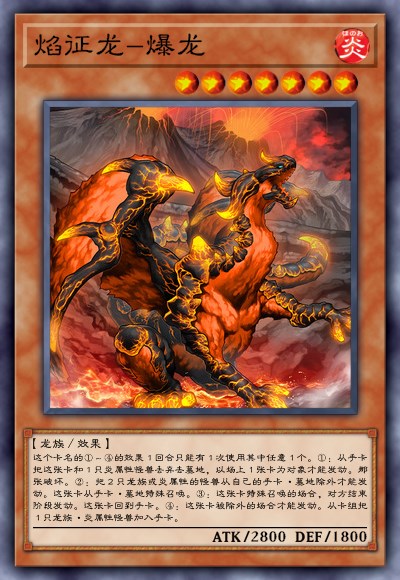 焰征龙-爆龙
ほのお
炎
【龙族／效果】
这个卡名的①～④的效果1回合只能有1次使用其中任意1个。①：从手卡
把这张卡和1只炎属性怪兽丢弃去墓地，以场上1张卡为对象才能发动。那
张破坏。②：把2只龙族或炎属性的怪兽从自己的手卡·墓地除外才能发
动。这张卡从手卡·墓地特殊召唤。③：这张卡特殊召唤的场合，对方结束
阶段发动。这张卡回到手卡。④：这张卡被除外的场合才能发动。从卡组把
1只龙族·炎属性怪兽加入手卡。
ATK/2800 DEF/1800